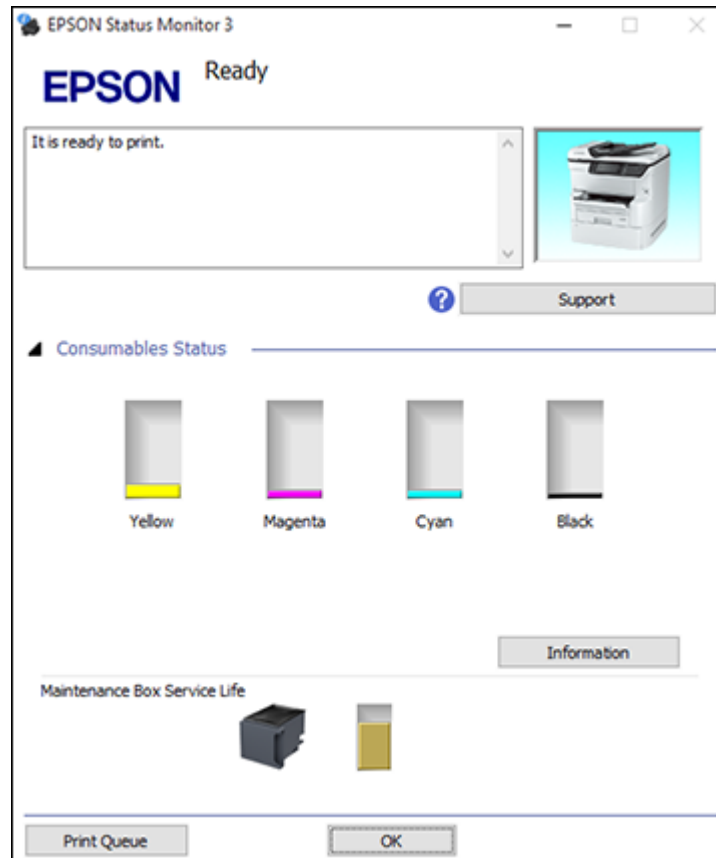 EPSON Status Monitor 3
EPSON
Ready
It is ready to print.
?
Support
Consumables Status
Yellow
Magenta
Cyan
Black
Information
Maintenance Box Service Life
Print Queue
OK